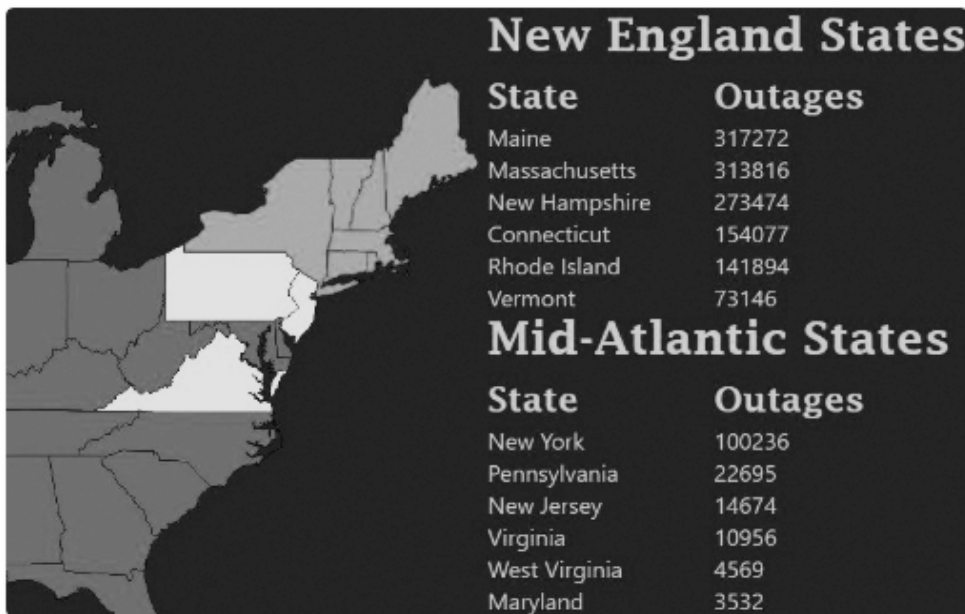 New England States
State Outages
Maine 317272
Massachusetts 313816
New Hampshire 273474
Connecticut 154077
Rhode Island 141894
Vermont 73146
Mid-Atlantic States
State Outages
New York 100236
Pennsylvania 22695
New Jersey 14674
Virginia 10956
West Virginia 4569
Maryland 3532